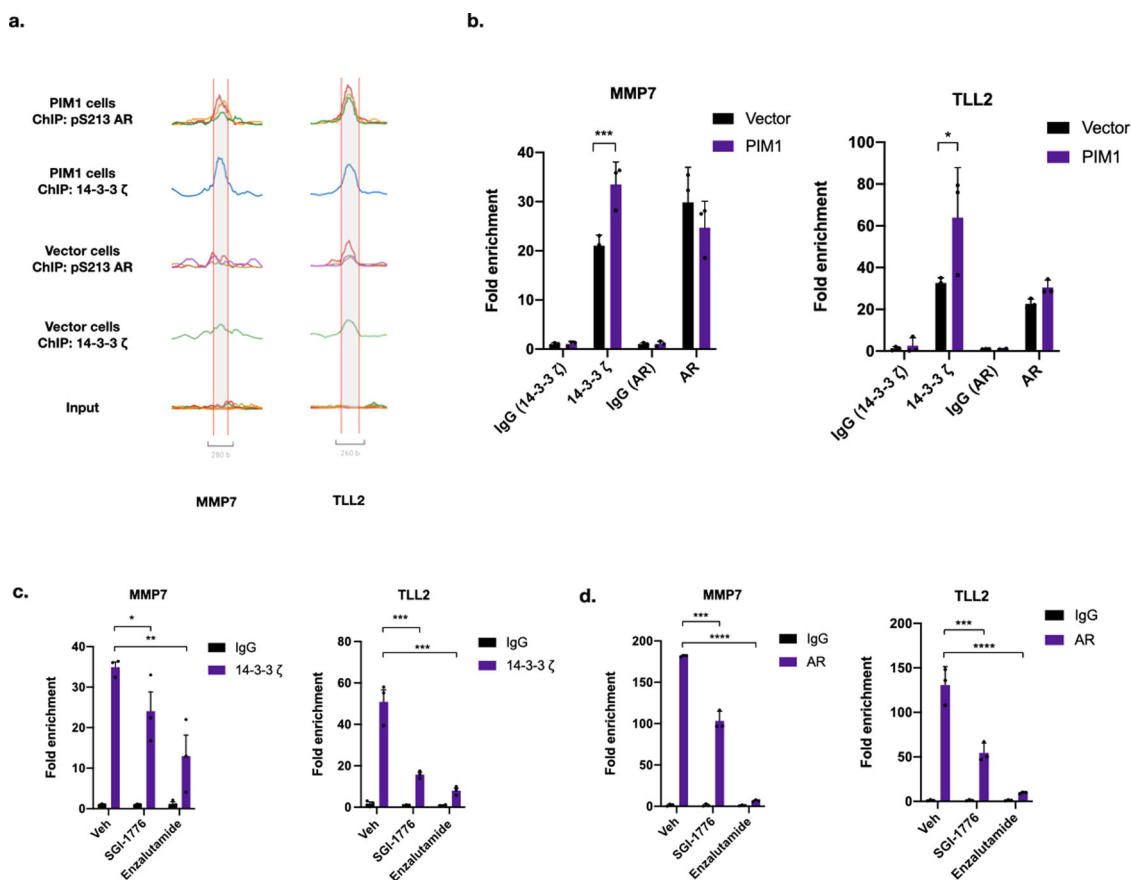 a.
PIM1 cells
ChIP: pS213 AR
PIM1 cells
ChIP: 14-3-3 ζ
Vector cells
ChIP: pS213 AR
Vector cells
ChIP: 14-3-3 ζ
Input
280 b
260 b
MMP7
TLL2
b.
MMP7
*** 
Vector
PIM1
Fold enrichment
40
30
20
10
0
IgG (14-3-3 ζ)
14-3-3 ζ
IgG (AR)
AR
TLL2
*
Vector
PIM1
Fold enrichment
100
80
60
40
20
0
IgG (14-3-3 ζ)
14-3-3 ζ
IgG (AR)
AR
c.
MMP7
*
**
IgG
14-3-3 ζ
Fold enrichment
40
30
20
10
0
Veh
SGI-1776
Enzalutamide
TLL2
***
***
IgG
14-3-3 ζ
Fold enrichment
80
60
40
20
0
Veh
SGI-1776
Enzalutamide
d.
MMP7
***
****
IgG
AR
Fold enrichment
200
150
100
50
0
Veh
SGI-1776
Enzalutamide
TLL2
***
****
IgG
AR
Fold enrichment
200
150
100
50
0
Veh
SGI-1776
Enzalutamide